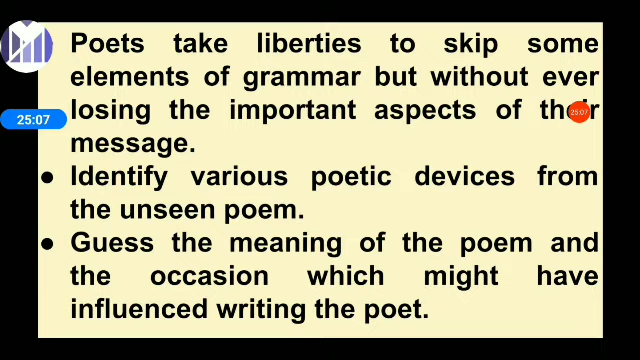 Poets take liberties to skip some
elements of grammar but without ever
25:07 losing the important aspects of their 25:07
message.
● Identify various poetic devices from
the unseen poem.
● Guess the meaning of the poem and
the occasion which might have
influenced writing the poet.